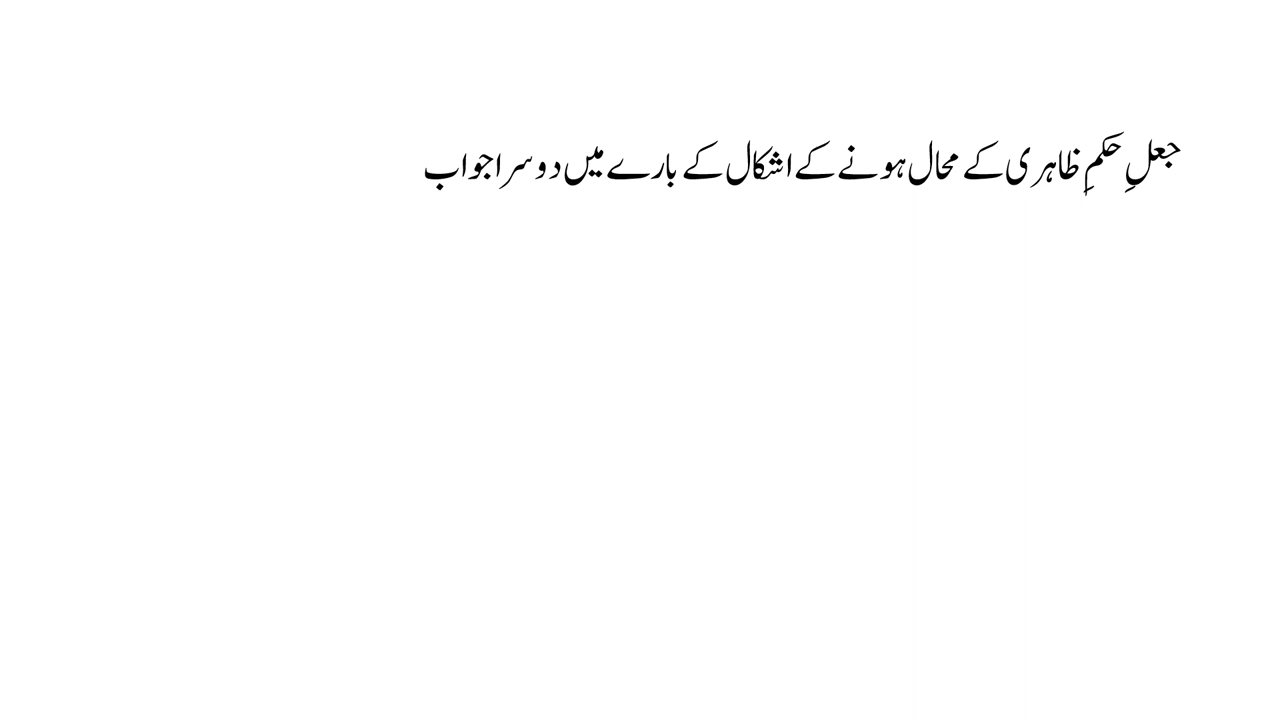 جعلِ حکمِ ظاہری کے محال ہونے کے اشکال کے بارے میں دوسرا جواب